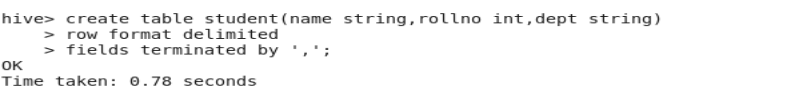 hive> create table student(name string,rollno int,dept string)
    > row format delimited
    > fields terminated by ',';
OK
Time taken: 0.78 seconds